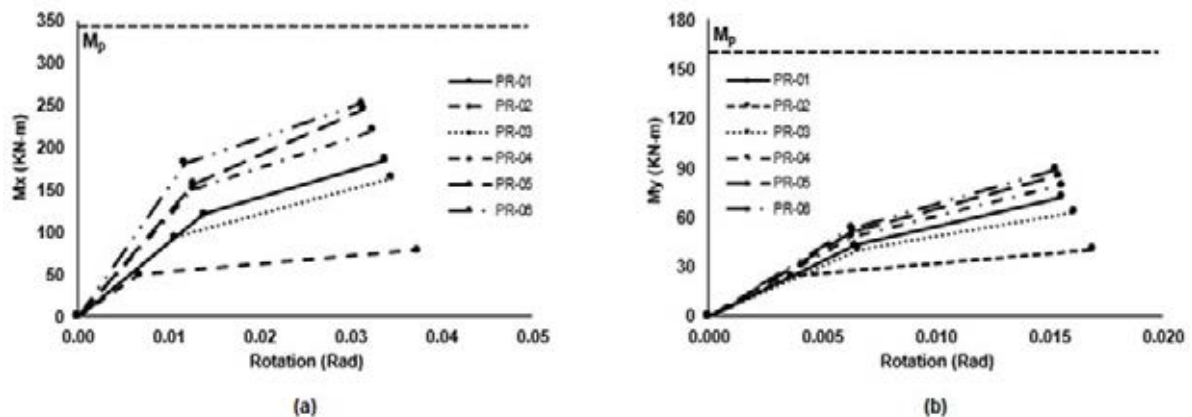 350
300
250
200
150
100
50
0
Mx (KN-m)
Mp
PR-01
PR-02
PR-03
PR-04
PR-05
PR-06
0.00 0.01 0.02 0.03 0.04 0.05
Rotation (Rad)
(a)
180
150
120
90
60
30
0
My (KN-m)
Mp
PR-01
PR-02
PR-03
PR-04
PR-05
PR-06
0.000 0.005 0.010 0.015 0.020
Rotation (Rad)
(b)